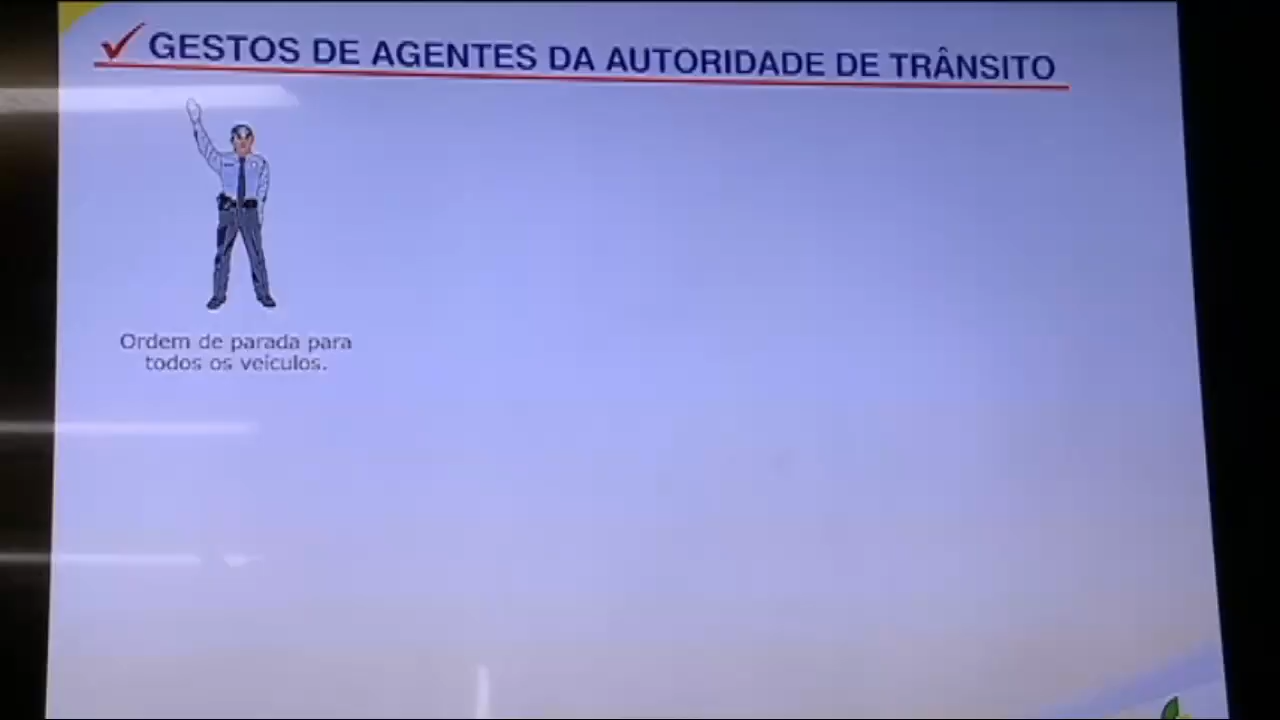 GESTOS DE AGENTES DA AUTORIDADE DE TRÂNSITO
Ordem de parada para
todos os veículos.